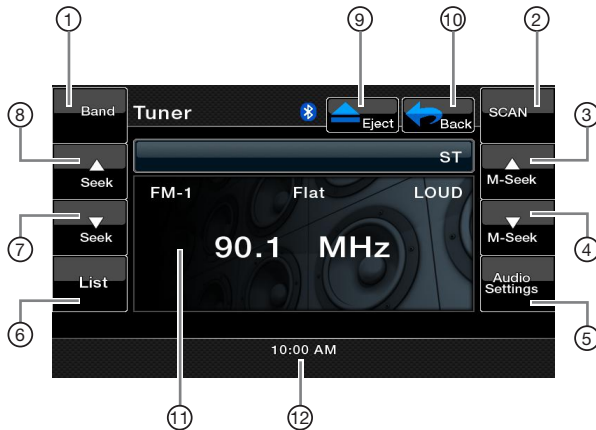 1
9
10
2
Band
Tuner
Eject
Back
SCAN
8
3
Seek
ST
M-Seek
FM-1 Flat LOUD
7
4
Seek
90.1 MHz
M-Seek
List
Audio
Settings
6
5
10:00 AM
11
12